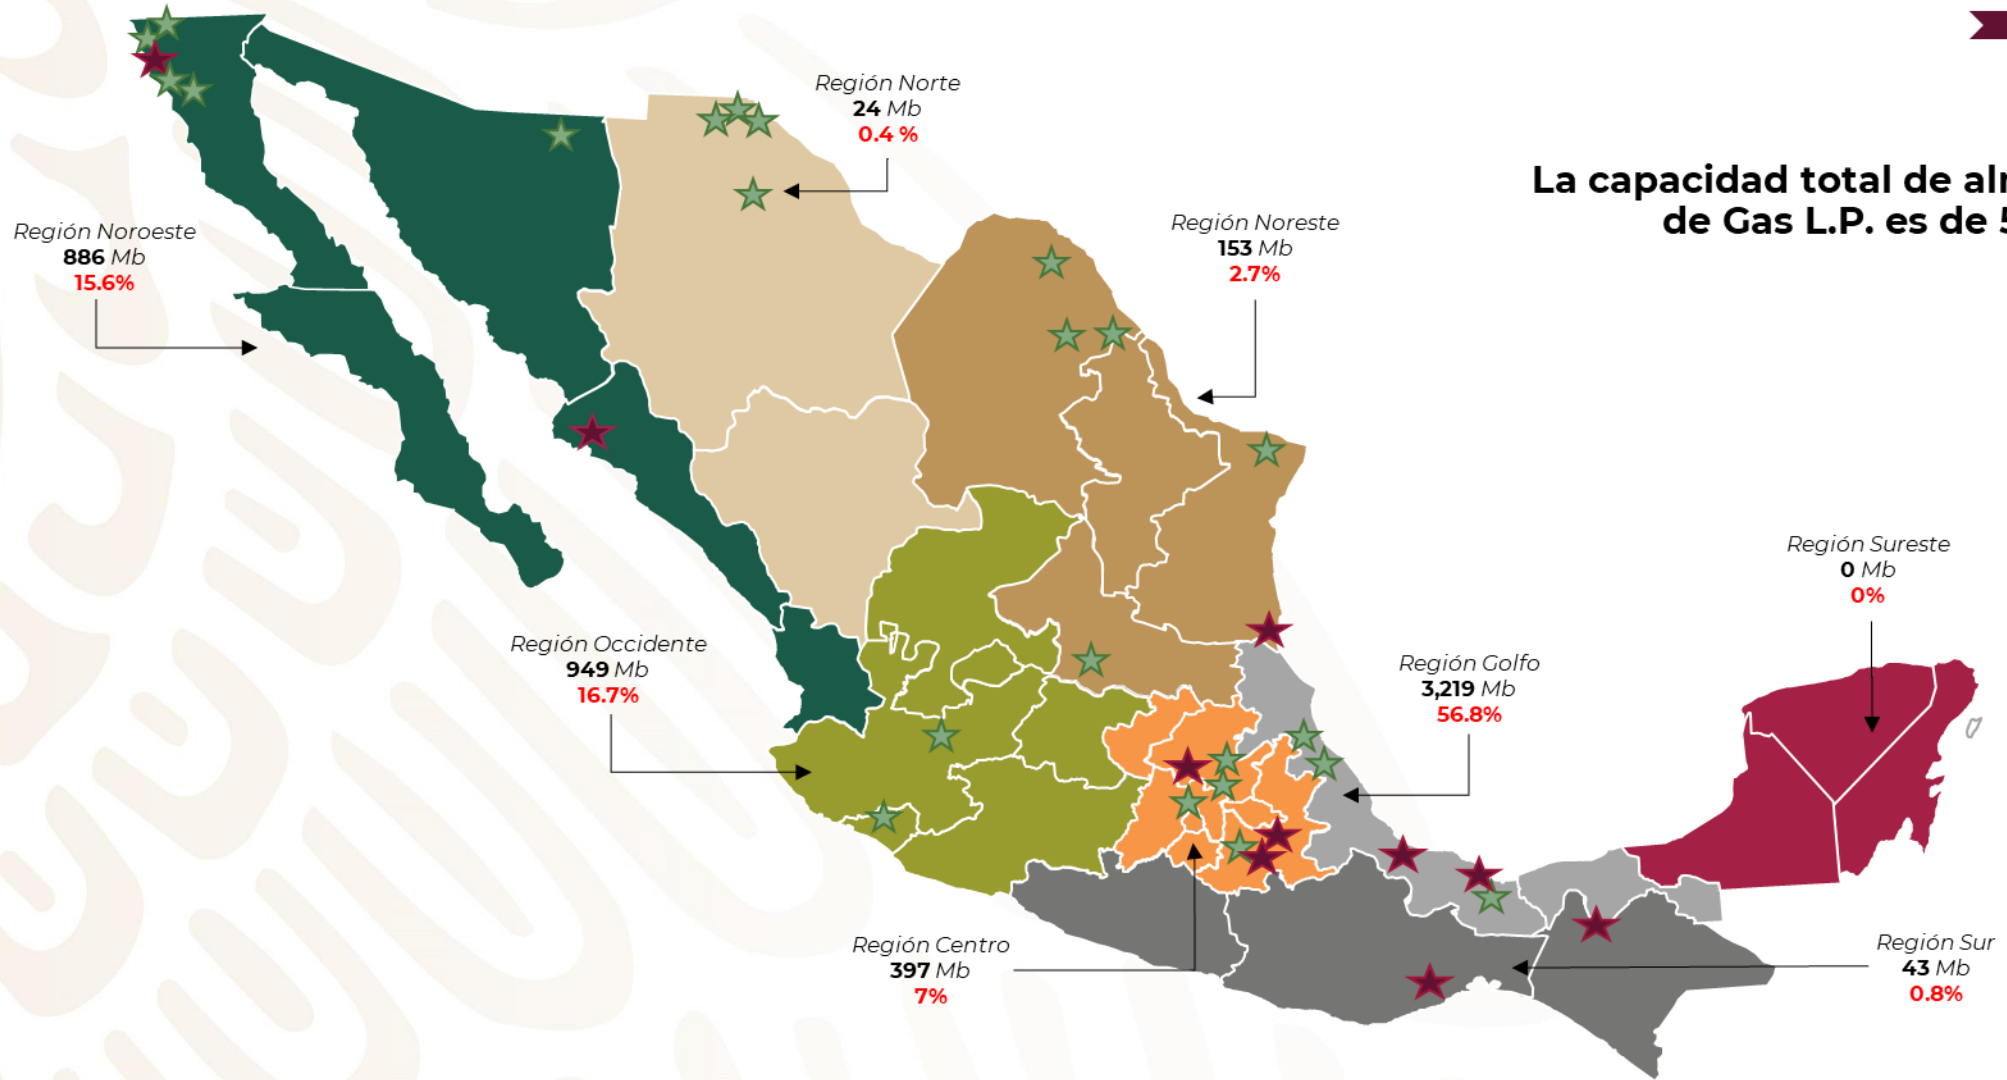 Región Norte
24 Mb
0.4 %
La capacidad total de
de Gas L.P. es de
Región Noroeste
886 Mb
15.6%
Región Noreste
153 Mb
2.7%
Región Sureste
0 Mb
0%
Región Occidente
949 Mb
16.7%
Región Golfo
3,219 Mb
56.8%
Región Centro
397 Mb
7%
Región Sur
43 Mb
0.8%